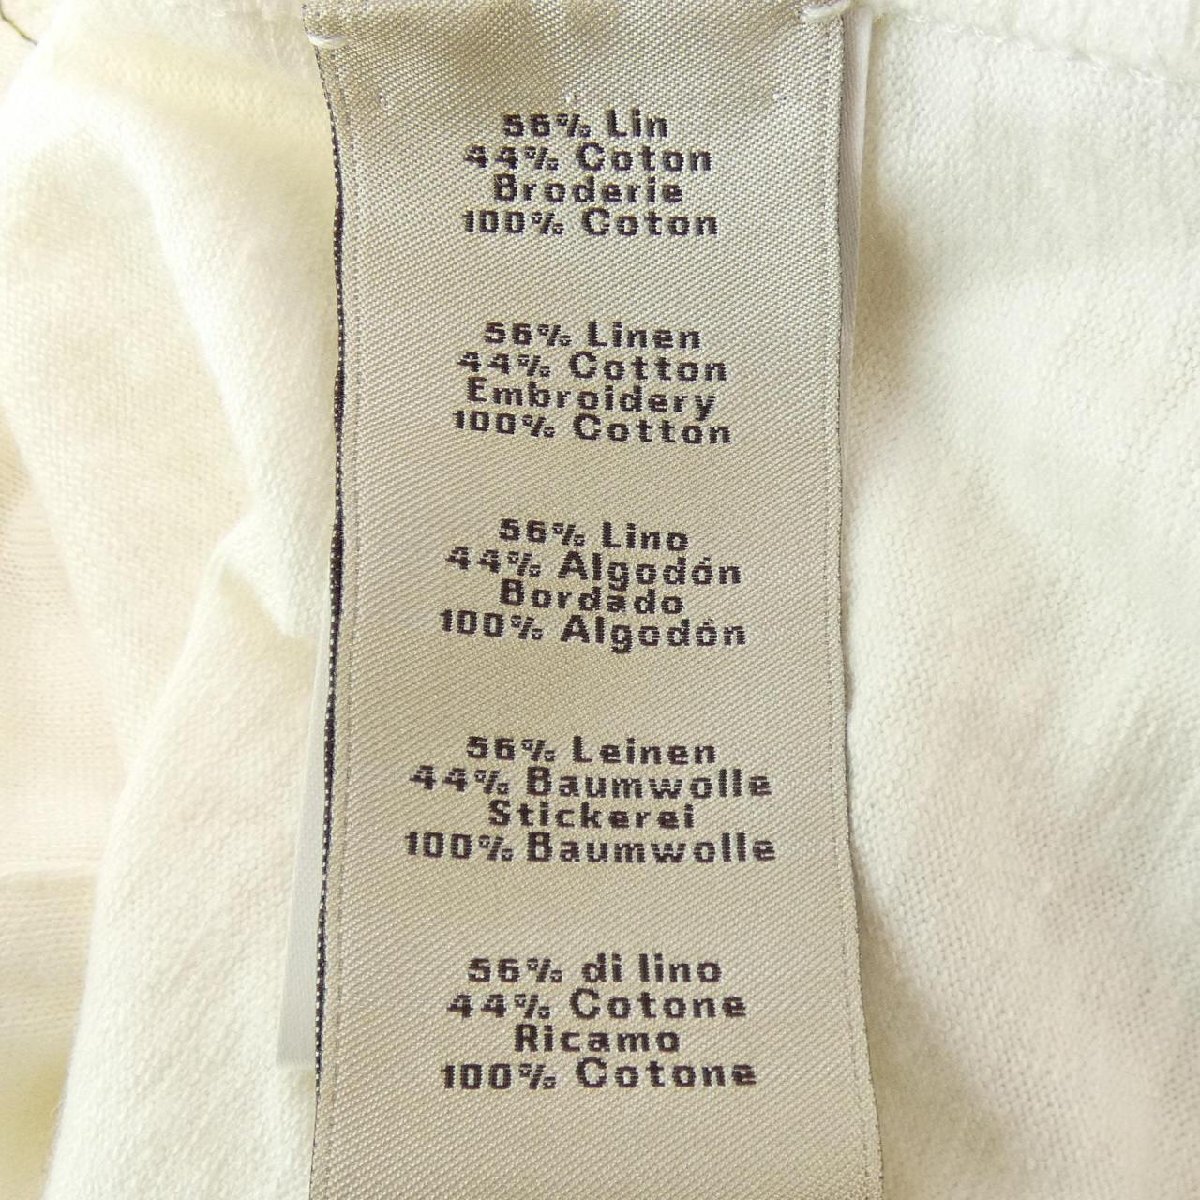 56% Lin
44% Coton
Broderie
100% Coton
56% Linen
44% Cotton
Embroidery
100% Cotton
56% Lino
44% Algodón
Bordado
100% Algodón
56% Leinen
44% Baumwolle
Stickerei
100% Baumwolle
56% di lino
44% Cotone
Ricamo
100% Cotone